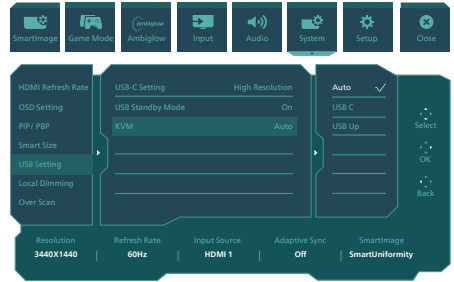 ambiglow
SmartImage Game Mode Ambiglow Input Audio System Setup Close
HDMI Refresh Rate USB-C Setting High Resolution Auto
OSD Setting USB Standby Mode On USB C
PIP/ PBP KVM Auto USB Up Select
Smart Size
USB Setting OK
Local Dimming Back
Over Scan
Resolution Refresh Rate Input Source Adaptive Sync SmartImage
3440X1440 | 60Hz | HDMI 1 | Off | SmartUniformity